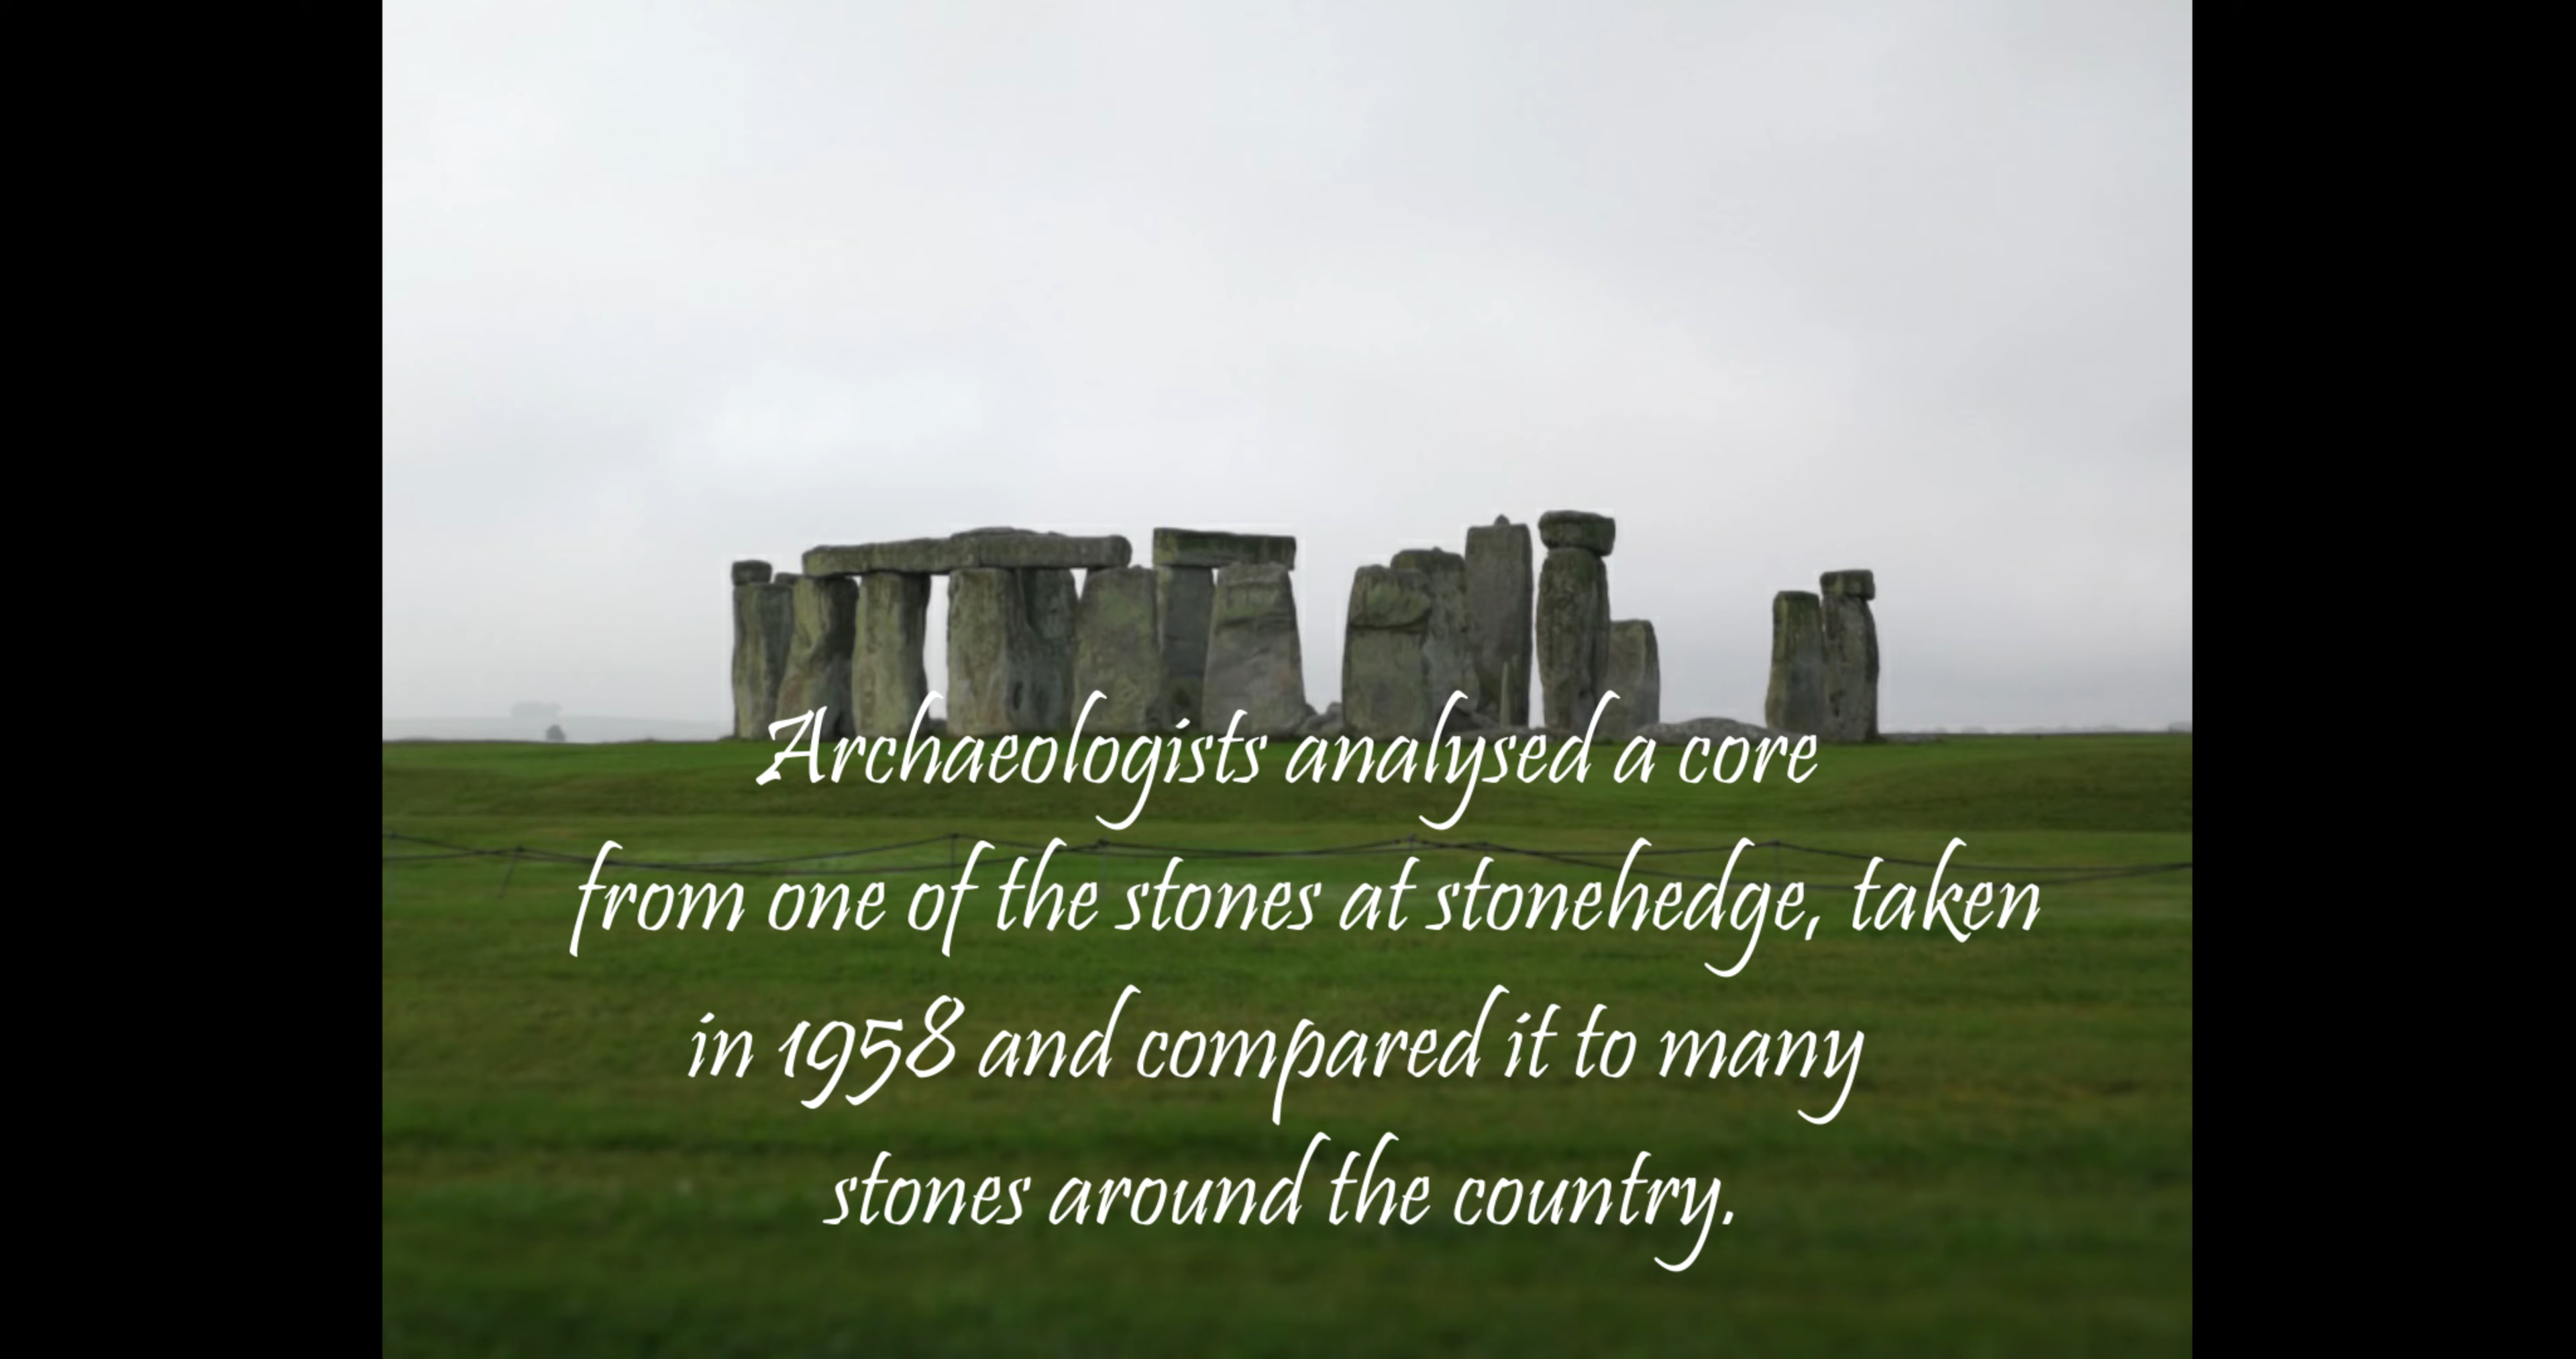 Archaeologists analysed a core
from one of the stones at stonehedge, taken
in 1958 and compared it to many
stones around the country.